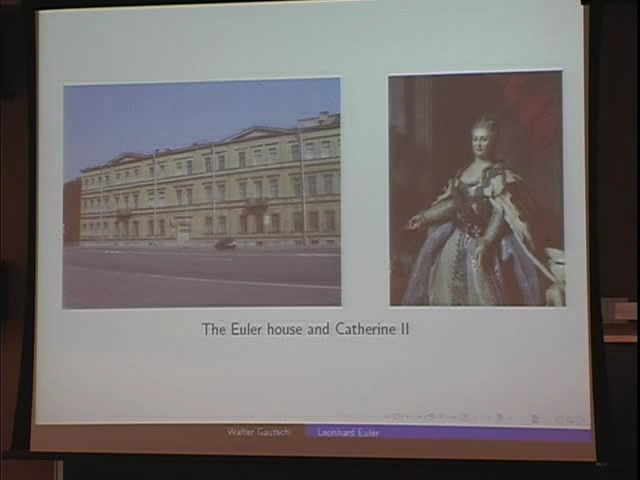 The Euler house and Catherine II
Walter Gautschi
Leonhard Euler